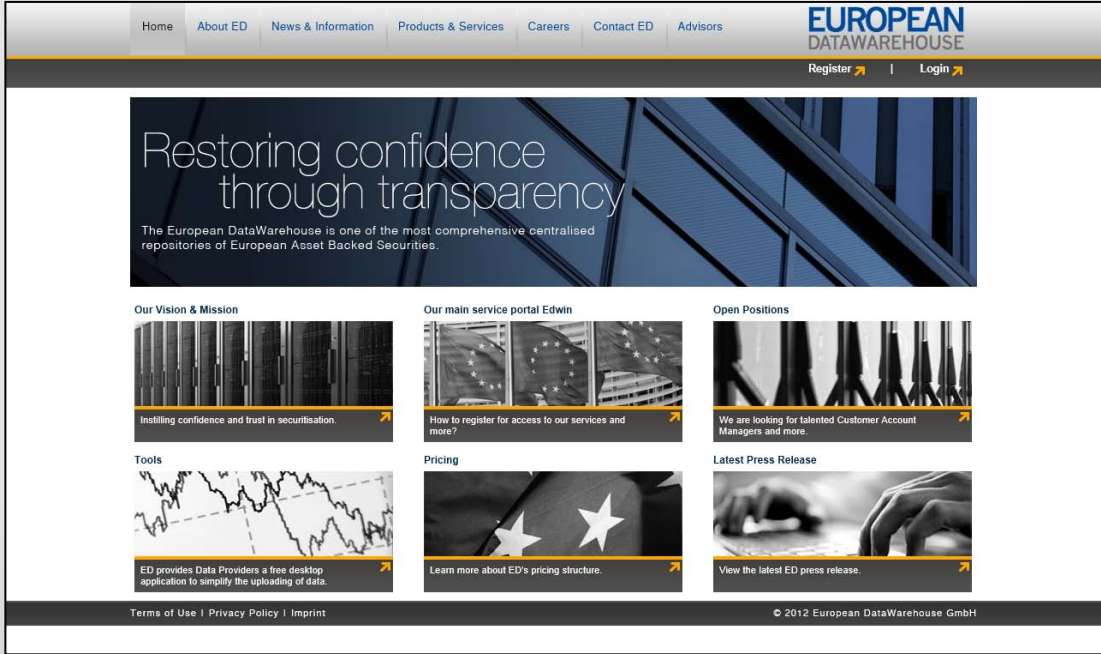 Home About ED News & Information Products & Services Careers Contact ED Advisors
EUROPEAN
DATAWAREHOUSE
Register | Login
Restoring confidence
through transparency
The European DataWarehouse is one of the most comprehensive centralised
repositories of European Asset Backed Securities.
Our Vision & Mission
Instilling confidence and trust in securitisation.
Our main service portal Edwin
How to register for access to our services and
more?
Open Positions
We are looking for talented Customer Account
Managers and more.
Tools
ED provides Data Providers a free desktop
application to simplify the uploading of data.
Pricing
Learn more about ED's pricing structure.
Latest Press Release
View the latest ED press release.
Terms of Use | Privacy Policy | Imprint
© 2012 European DataWarehouse GmbH